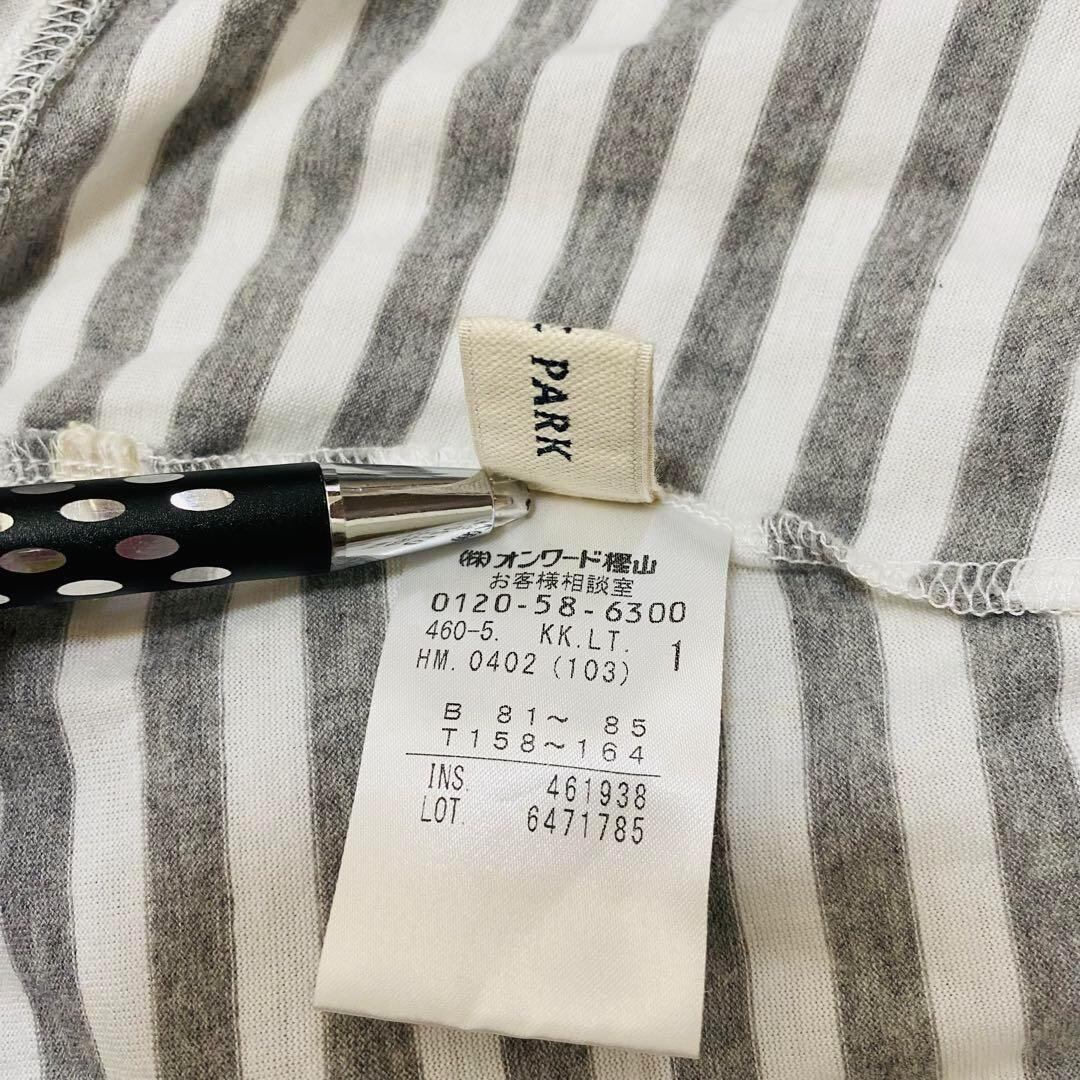 PARK
(株)オンワード樫山
お客様相談室
0120-58-6300
460-5. KK.LT. 1
HM. 0402 (103)
B 81～ 85
T158～164
INS. 461938
LOT. 6471785